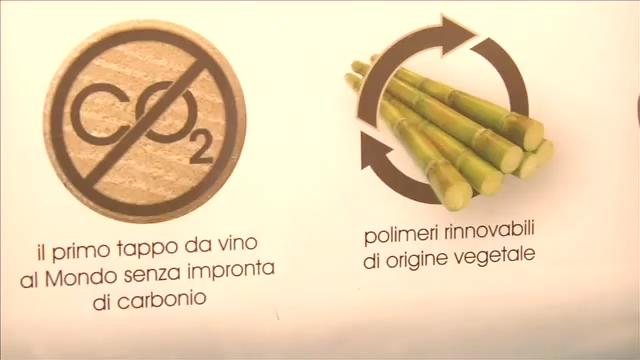 CO2
il primo tappo da vino
al Mondo senza impronta
di carbonio
polimeri rinnovabili
di origine vegetale